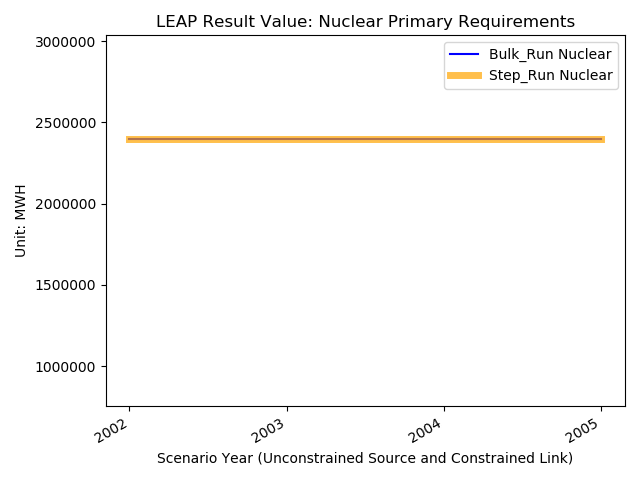 LEAP Result Value: Nuclear Primary Requirements
Bulk_Run Nuclear
Step_Run Nuclear
3000000
2500000
2000000
1500000
1000000
Unit: MWH
2002
2003
2004
2005
Scenario Year (Unconstrained Source and Constrained Link)